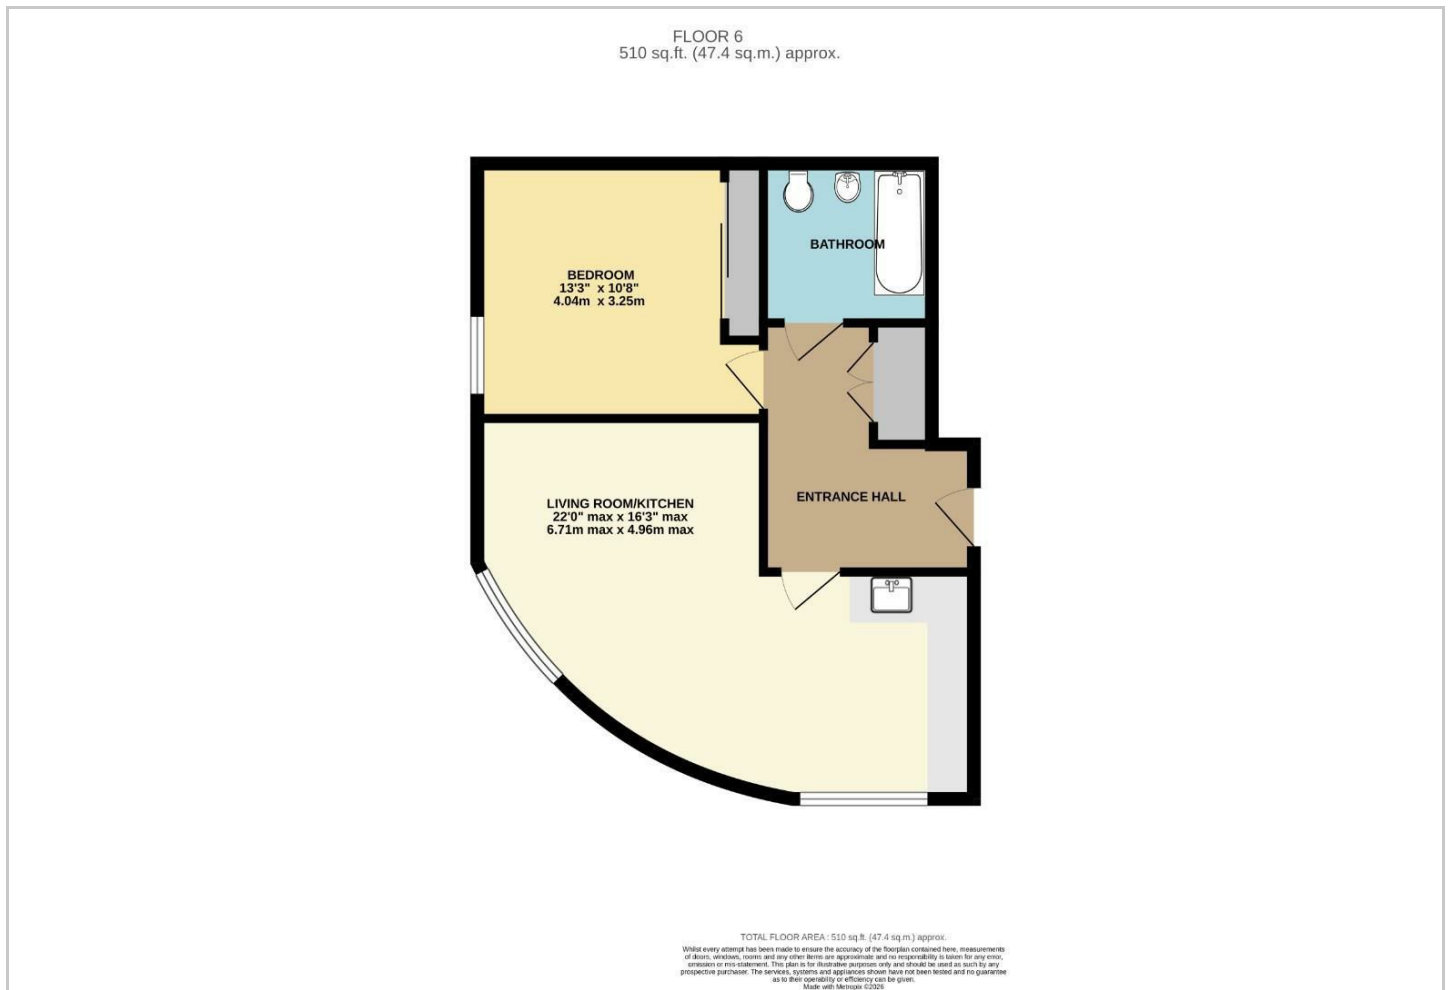 FLOOR 6
510 sq.ft. (47.4 sq.m.) approx.
BEDROOM
13'3" x 10'8"
4.04m x 3.25m
BATHROOM
LIVING ROOM/KITCHEN
22'0" max x 16'3" max
6.71m max x 4.96m max
ENTRANCE HALL
TOTAL FLOOR AREA : 510 sq.ft. (47.4 sq.m.) approx.
Whilst every attempt has been made to ensure the accuracy of the floorplan contained here, measurements
of doors, windows, rooms and any other items are approximate and no responsibility is taken for any error,
omission or mis-statement. This plan is for illustrative purposes only and should be used as such by any
prospective purchaser. The services, systems and appliances shown have not been tested and no guarantee
as to their operability or efficiency can be given.
Made with Metropix ©2026